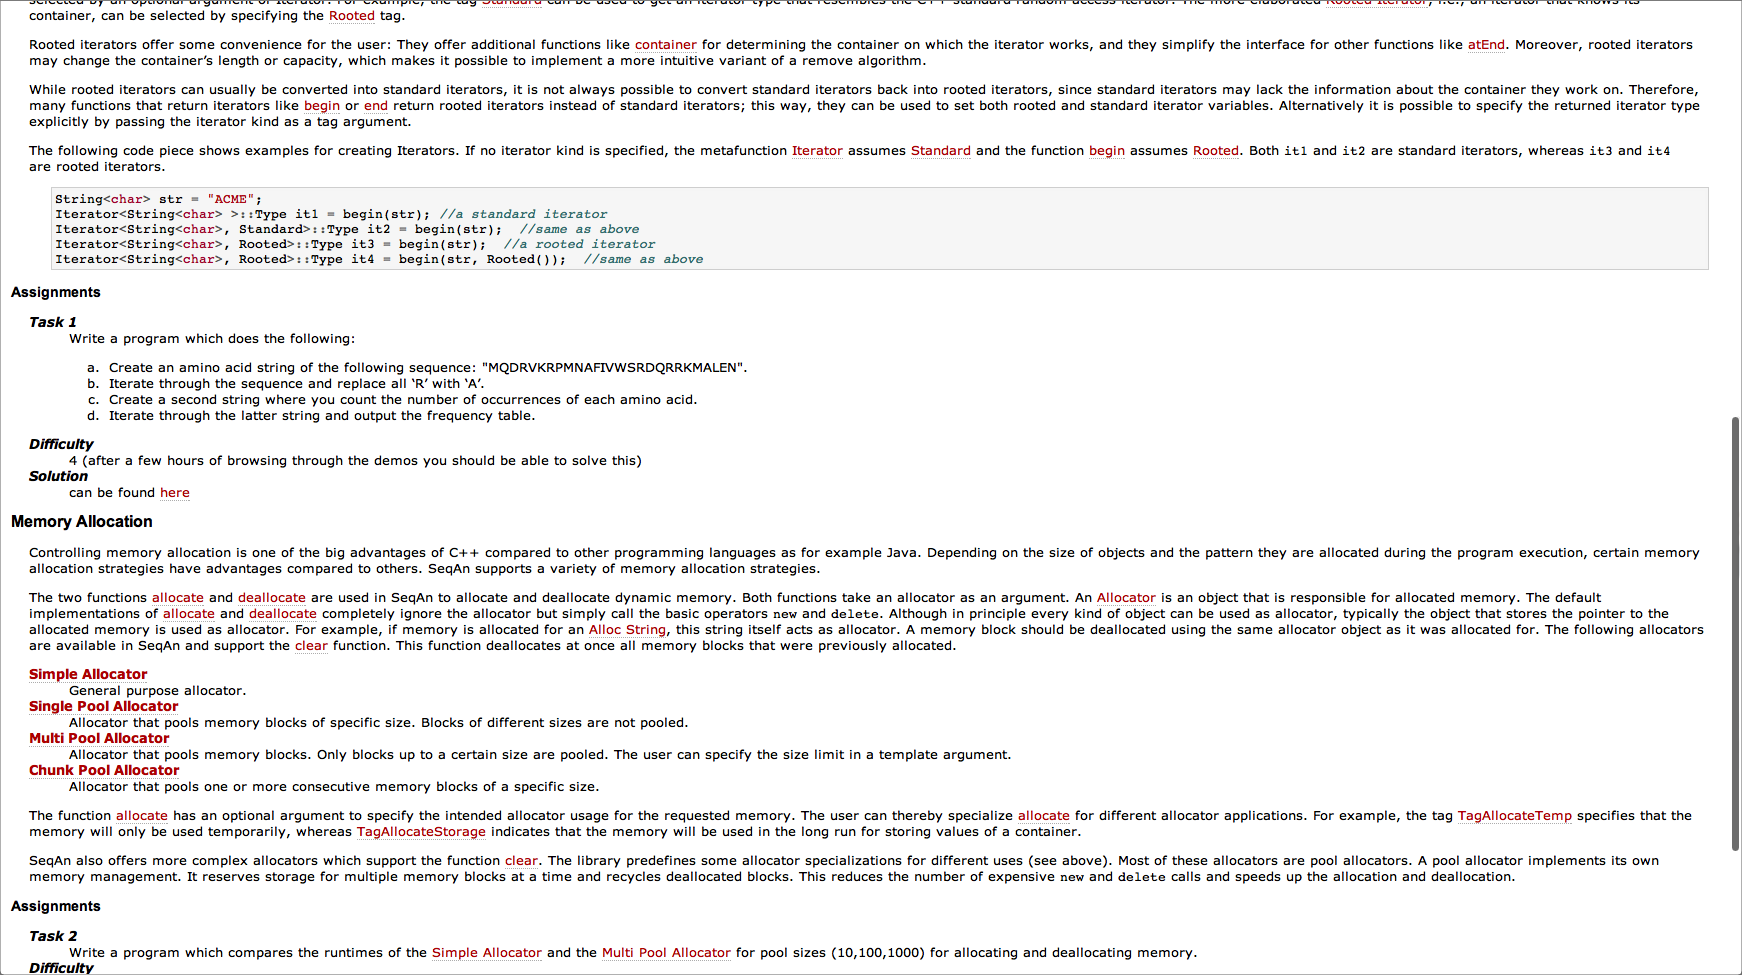 selected by an optional argument of Iterator. For example, the tag Standard can be used to get an iterator type that resembles the C++ standard random access iterator. The more elaborated Rooted Iterator, i.e., an iterator that knows its
container, can be selected by specifying the Rooted tag.
Rooted iterators offer some convenience for the user: They offer additional functions like container for determining the container on which the iterator works, and they simplify the interface for other functions like atEnd. Moreover, rooted iterators
may change the container’s length or capacity, which makes it possible to implement a more intuitive variant of a remove algorithm.
While rooted iterators can usually be converted into standard iterators, it is not always possible to convert standard iterators back into rooted iterators, since standard iterators may lack the information about the container they work on. Therefore,
many functions that return iterators like begin or end return rooted iterators instead of standard iterators; this way, they can be used to set both rooted and standard iterator variables. Alternatively it is possible to specify the returned iterator type
explicitly by passing the iterator kind as a tag argument.
The following code piece shows examples for creating Iterators. If no iterator kind is specified, the metafunction Iterator assumes Standard and the function begin assumes Rooted. Both it1 and it2 are standard iterators, whereas it3 and it4
are rooted iterators.
String<char> str = "ACME";
Iterator<String<char> >::Type it1 = begin(str); //a standard iterator
Iterator<String<char>, Standard>::Type it2 = begin(str);  //same as above
Iterator<String<char>, Rooted>::Type it3 = begin(str);  //a rooted iterator
Iterator<String<char>, Rooted>::Type it4 = begin(str, Rooted());  //same as above
Assignments
Task 1
Write a program which does the following:
a. Create an amino acid string of the following sequence: "MQDRVKRPMNAFIVWSRDQRRKMALEN".
b. Iterate through the sequence and replace all ‘R’ with ‘A’.
c. Create a second string where you count the number of occurrences of each amino acid.
d. Iterate through the latter string and output the frequency table.
Difficulty
4 (after a few hours of browsing through the demos you should be able to solve this)
Solution
can be found here
Memory Allocation
Controlling memory allocation is one of the big advantages of C++ compared to other programming languages as for example Java. Depending on the size of objects and the pattern they are allocated during the program execution, certain memory
allocation strategies have advantages compared to others. SeqAn supports a variety of memory allocation strategies.
The two functions allocate and deallocate are used in SeqAn to allocate and deallocate dynamic memory. Both functions take an allocator as an argument. An Allocator is an object that is responsible for allocated memory. The default
implementations of allocate and deallocate completely ignore the allocator but simply call the basic operators new and delete. Although in principle every kind of object can be used as allocator, typically the object that stores the pointer to the
allocated memory is used as allocator. For example, if memory is allocated for an Alloc String, this string itself acts as allocator. A memory block should be deallocated using the same allocator object as it was allocated for. The following allocators
are available in SeqAn and support the clear function. This function deallocates at once all memory blocks that were previously allocated.
Simple Allocator
General purpose allocator.
Single Pool Allocator
Allocator that pools memory blocks of specific size. Blocks of different sizes are not pooled.
Multi Pool Allocator
Allocator that pools memory blocks. Only blocks up to a certain size are pooled. The user can specify the size limit in a template argument.
Chunk Pool Allocator
Allocator that pools one or more consecutive memory blocks of a specific size.
The function allocate has an optional argument to specify the intended allocator usage for the requested memory. The user can thereby specialize allocate for different allocator applications. For example, the tag TagAllocateTemp specifies that the
memory will only be used temporarily, whereas TagAllocateStorage indicates that the memory will be used in the long run for storing values of a container.
SeqAn also offers more complex allocators which support the function clear. The library predefines some allocator specializations for different uses (see above). Most of these allocators are pool allocators. A pool allocator implements its own
memory management. It reserves storage for multiple memory blocks at a time and recycles deallocated blocks. This reduces the number of expensive new and delete calls and speeds up the allocation and deallocation.
Assignments
Task 2
Write a program which compares the runtimes of the Simple Allocator and the Multi Pool Allocator for pool sizes (10,100,1000) for allocating and deallocating memory.
Difficulty